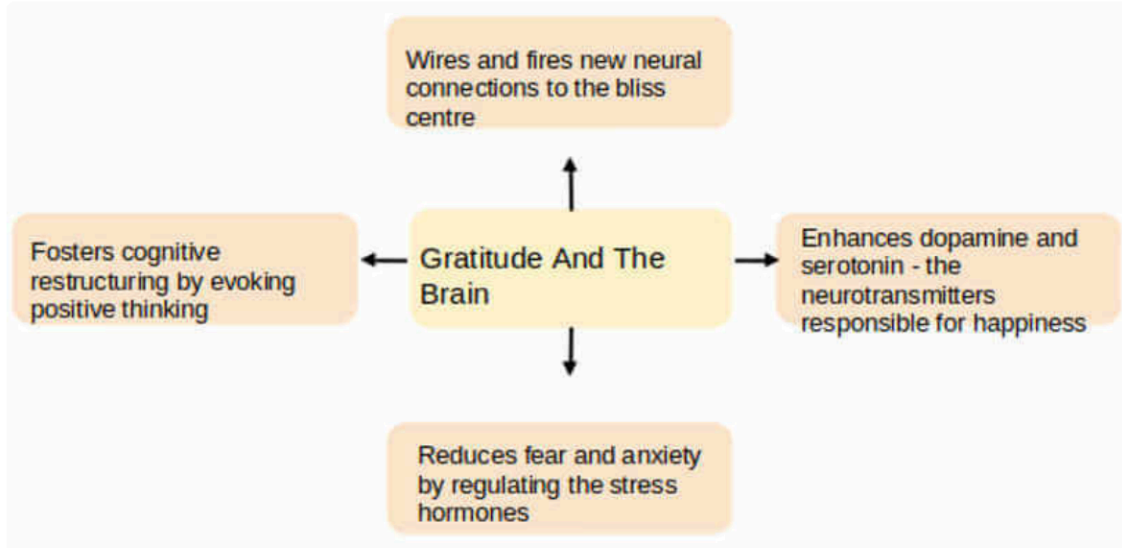 Wires and fires new neural
connections to the bliss
centre
Fosters cognitive
restructuring by evoking
positive thinking
Gratitude And The
Brain
Enhances dopamine and
serotonin - the
neurotransmitters
responsible for happiness
Reduces fear and anxiety
by regulating the stress
hormones